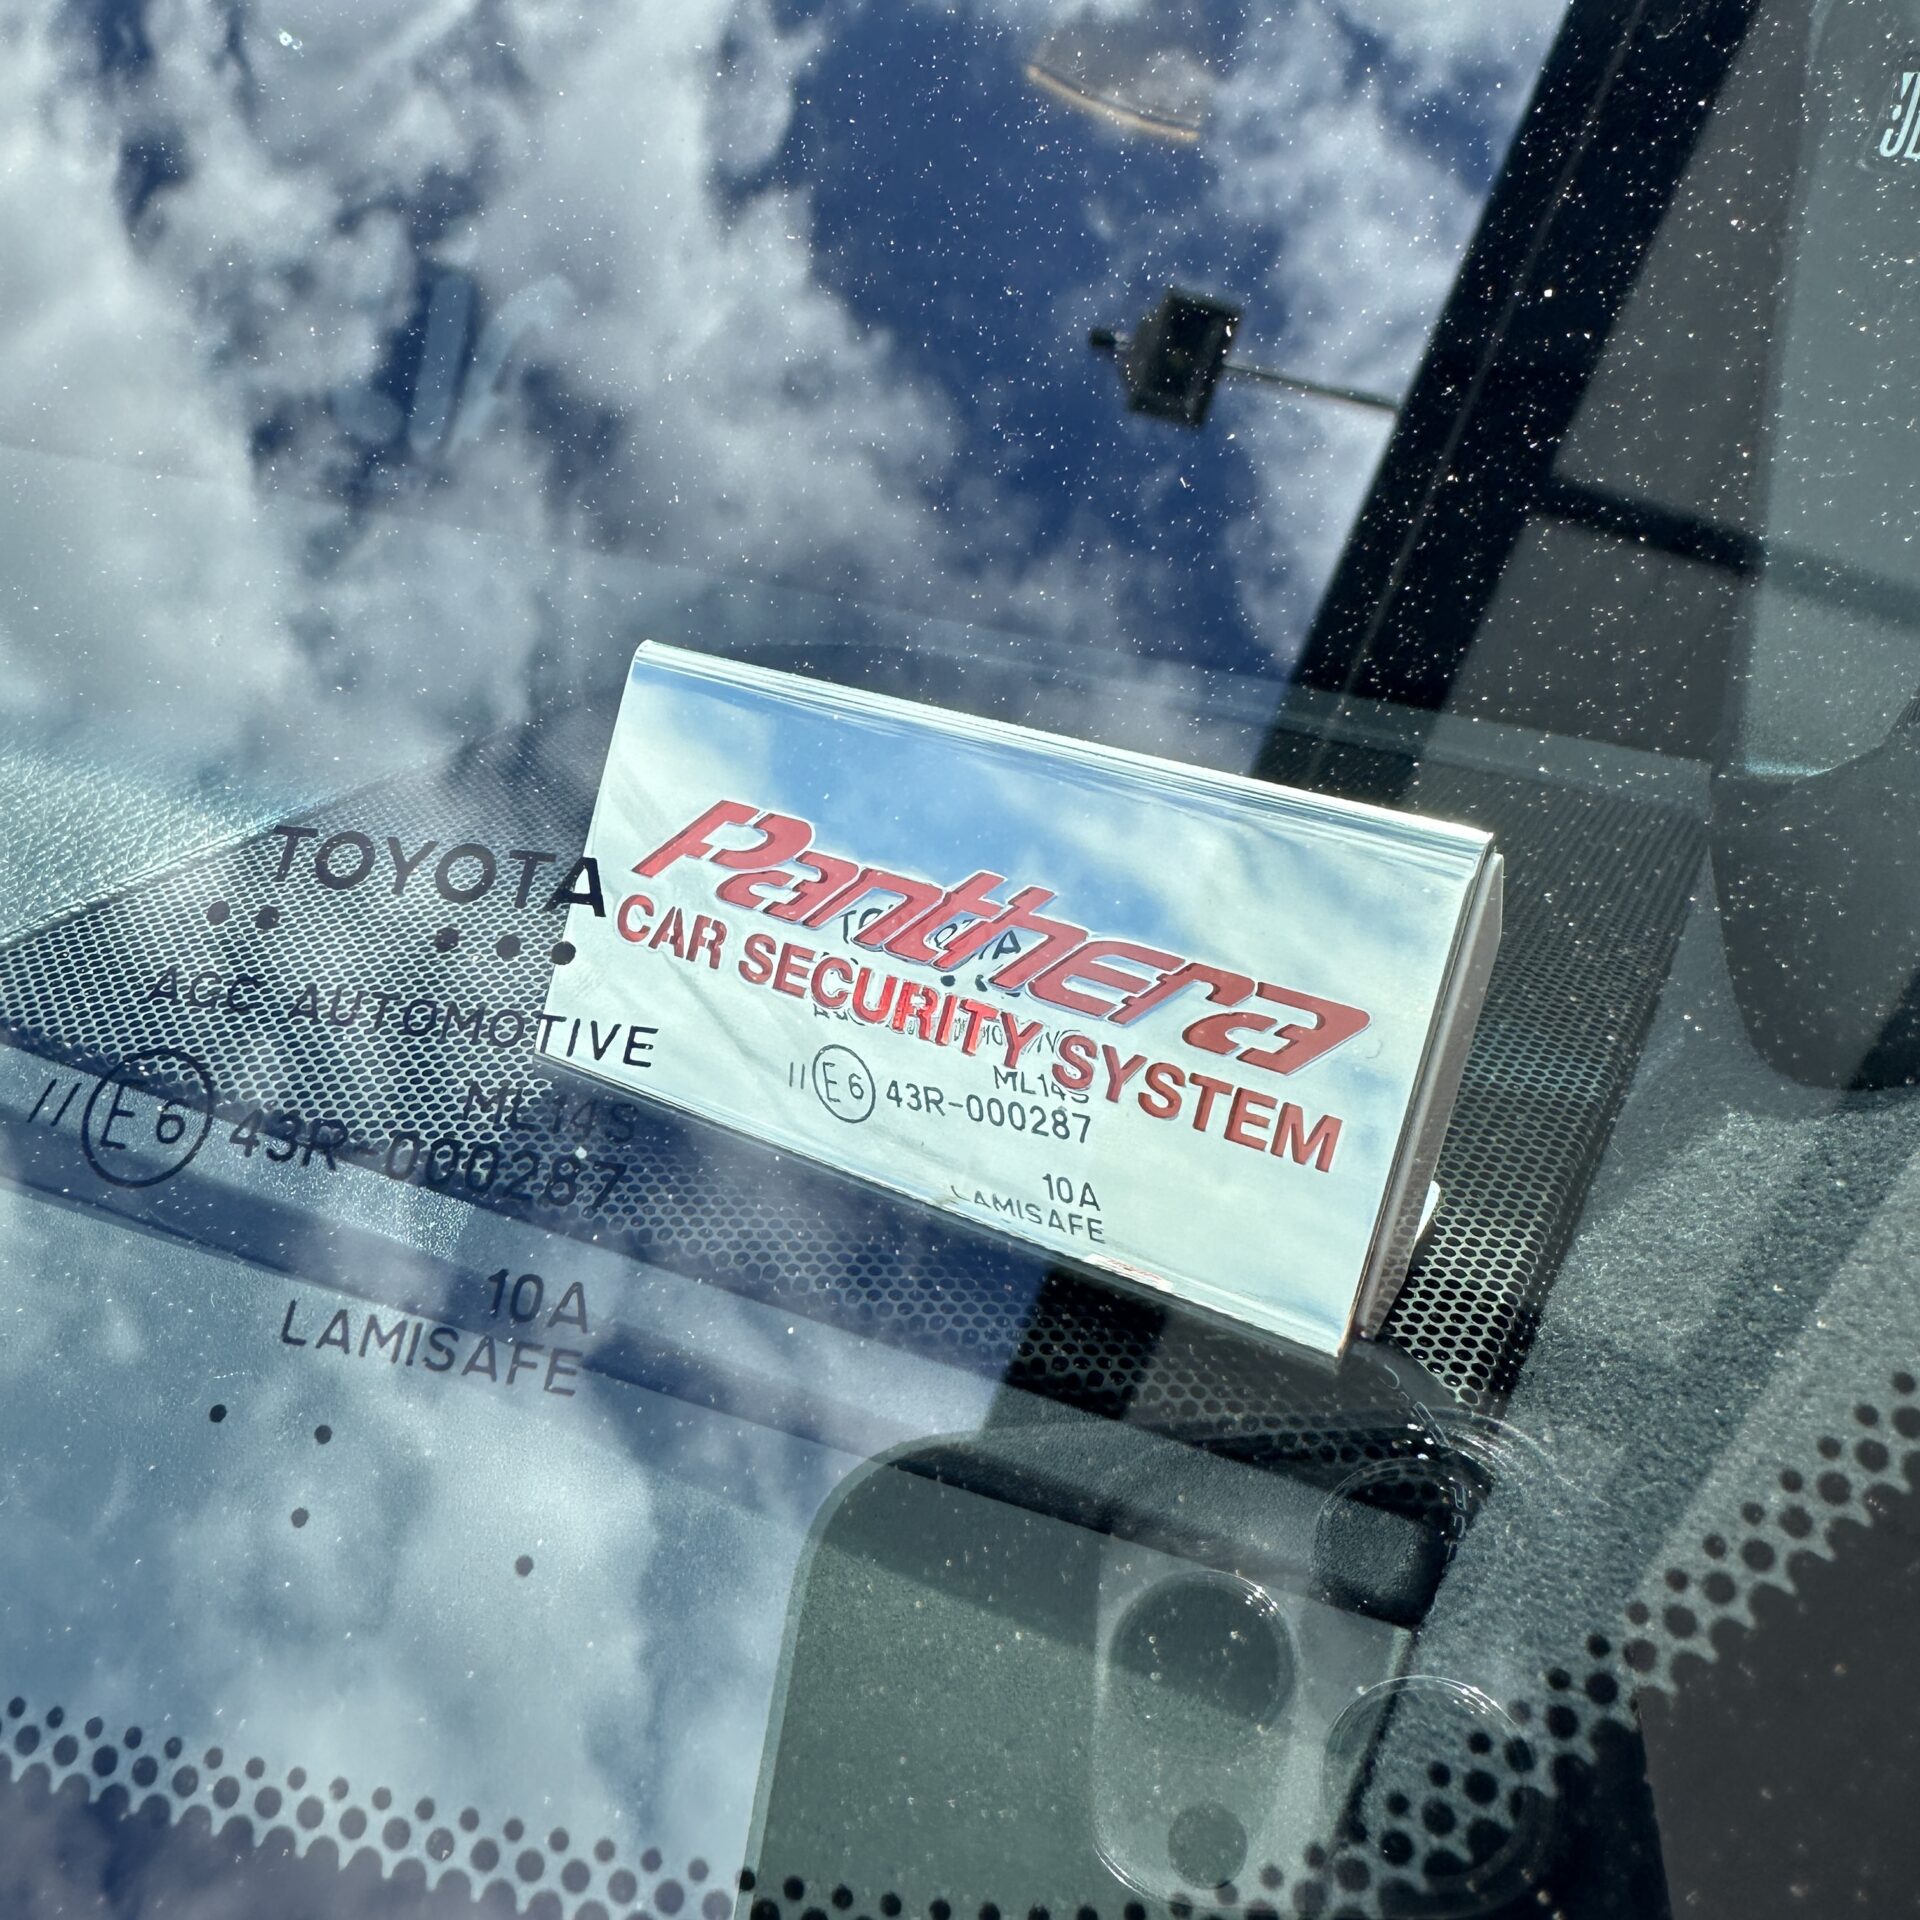 Panthera
CAR SECURITY SYSTEM
TOYOTA
AGC AUTOMOTIVE
ML14S
// E6 43R-000287
10A
LAMISAFE
ML14S
II E6 43R-000287
10A
LAMISAFE